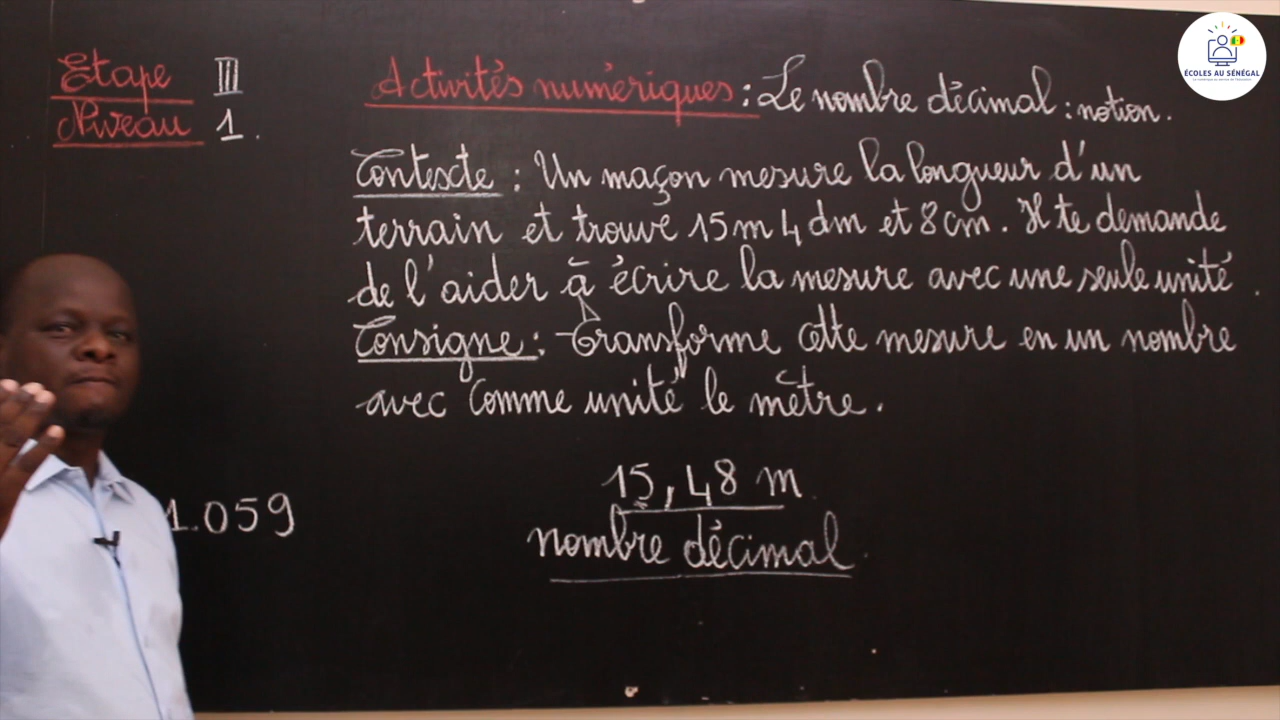 ÉCOLES AU SÉNÉGAL
Etape III
Niveau 1.
Activités numériques : Le nombre décimal : notion.
Contexte : Un maçon mesure la longueur d'un
terrain et trouve 15 m 4 dm et 8 cm. Il te demande
de l'aider à écrire la mesure avec une seule unité.
Consigne : Transforme cette mesure en un nombre
avec comme unité le mètre.
15,48 m
nombre décimal
1.059